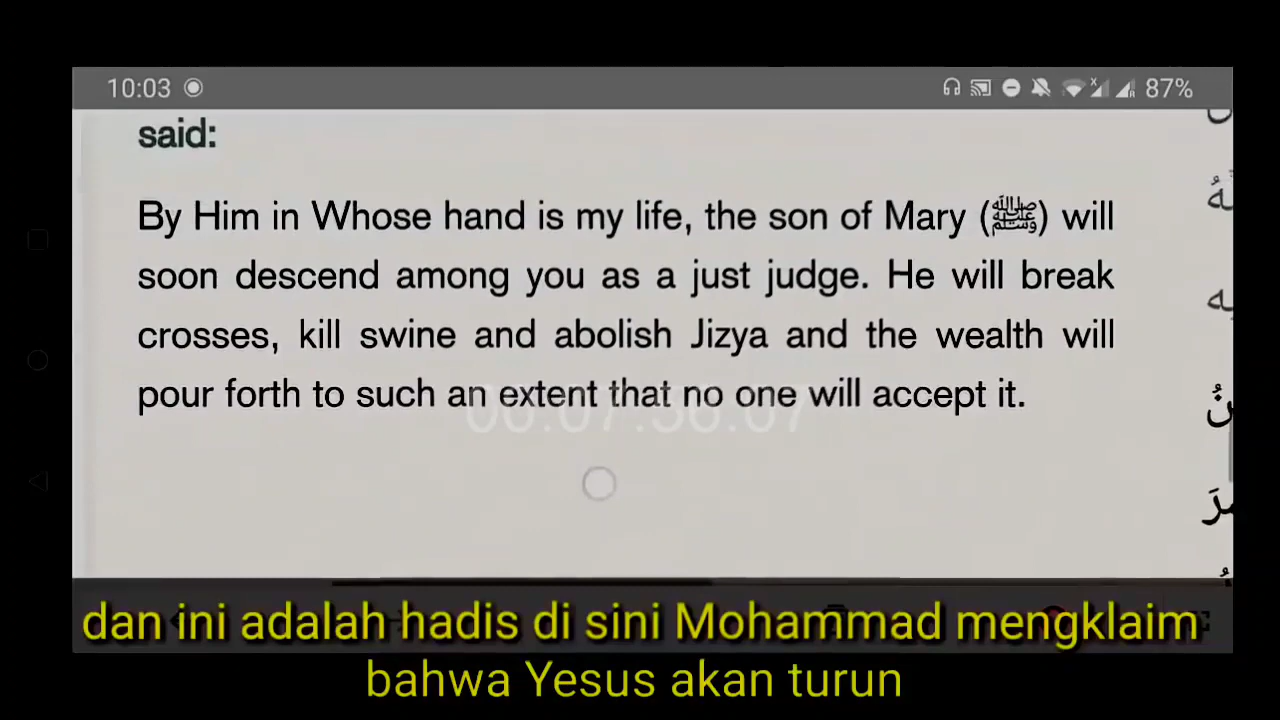 10:03 87%
said:
By Him in Whose hand is my life, the son of Mary (ﷺ) will
soon descend among you as a just judge. He will break
crosses, kill swine and abolish Jizya and the wealth will
pour forth to such an extent that no one will accept it.
dan ini adalah hadis di sini Mohammad mengklaim
bahwa Yesus akan turun